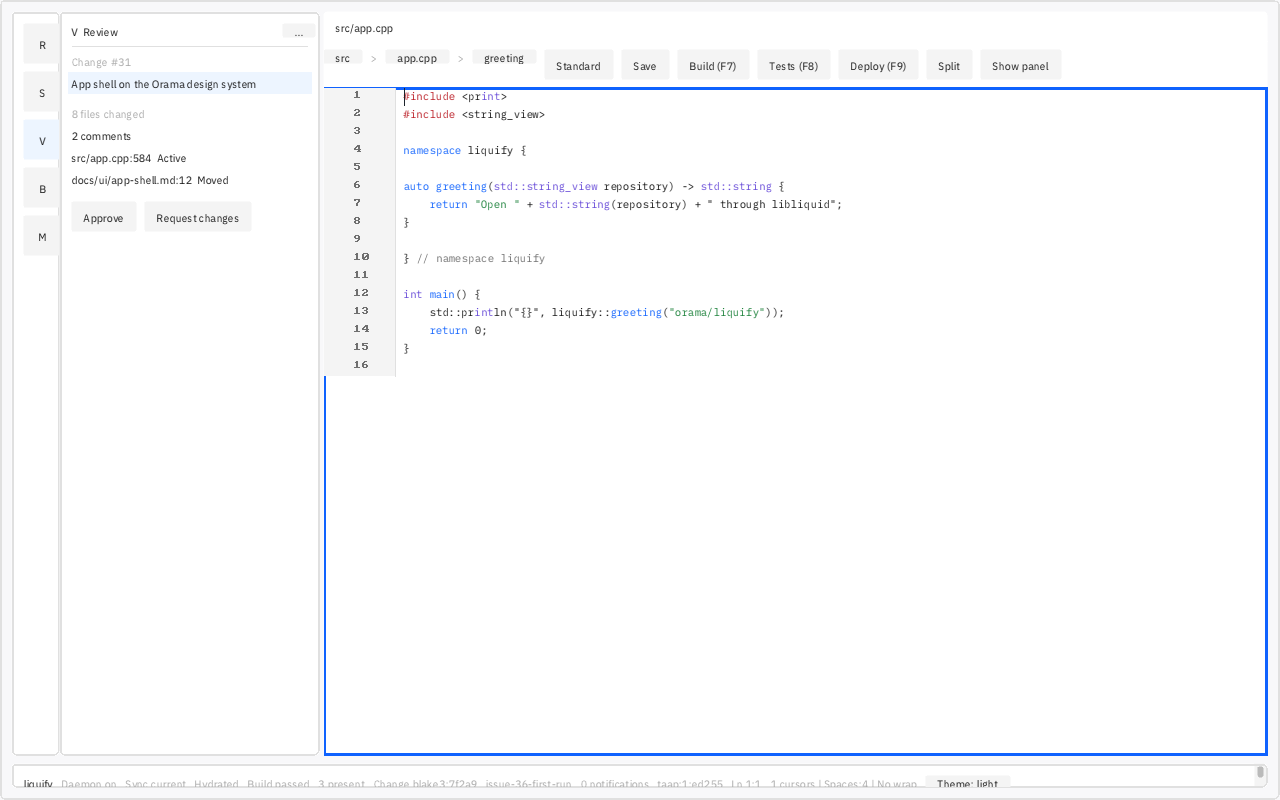 R
S
V
B
M
V Review
...
Change #31
App shell on the Orama design system
8 files changed
2 comments
src/app.cpp:584 Active
docs/ui/app-shell.md:12 Moved
Approve Request changes
src/app.cpp
src > app.cpp > greeting Standard Save Build (F7) Tests (F8) Deploy (F9) Split Show panel
1 #include <print>
2 #include <string_view>
3
4 namespace liquify {
5
6 auto greeting(std::string_view repository) -> std::string {
7     return "Open " + std::string(repository) + " through libliquid";
8 }
9
10 } // namespace liquify
11
12 int main() {
13     std::println("{}", liquify::greeting("orama/liquify"));
14     return 0;
15 }
16
liquify Daemon on Sync current Hydrated Build passed 3 present Change blake3:7f2a9 issue-36-first-run 0 notifications taap:1:ed255 Ln 1:1 1 cursors | Spaces:4 | No wrap Theme: light